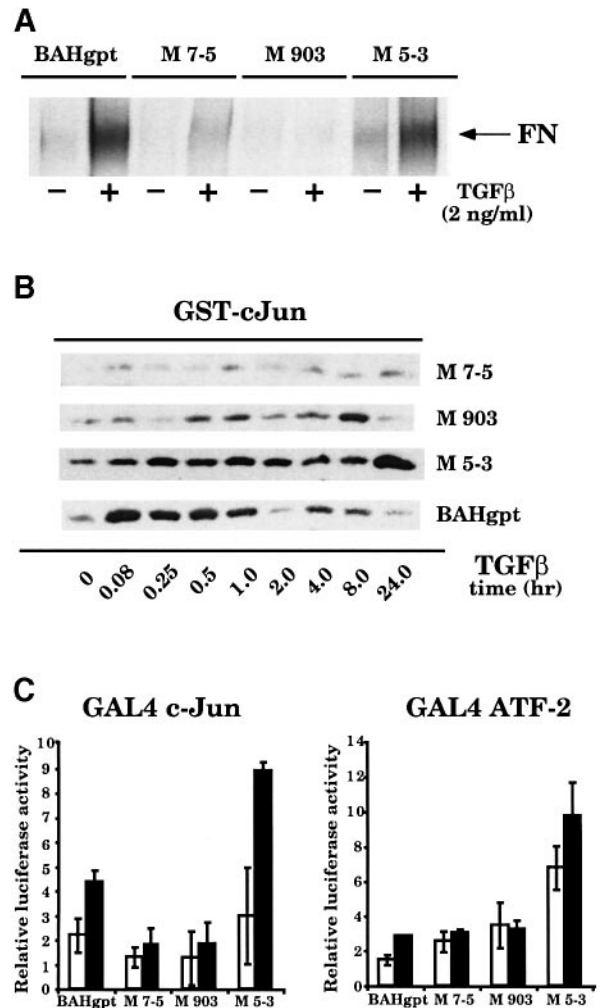 A
BAHgpt M 7-5 M 903 M 5-3
FN
− + − + − + − + TGFβ
(2 ng/ml)
B
GST-cJun
M 7-5
M 903
M 5-3
BAHgpt
0 0.08 0.25 0.5 1.0 2.0 4.0 8.0 24.0 TGFβ
time (hr)
C
GAL4 c-Jun
Relative luciferase activity
10
9
8
7
6
5
4
3
2
1
0
BAHgpt M 7-5 M 903 M 5-3
GAL4 ATF-2
Relative luciferase activity
14
12
10
8
6
4
2
0
BAHgpt M 7-5 M 903 M 5-3